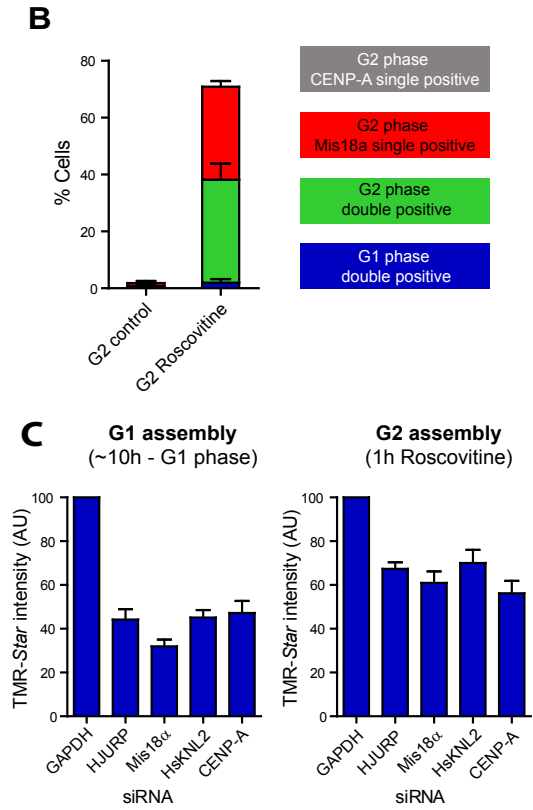 B
80
60
40
20
0
% Cells
G2 control
G2 Roscovitine
G2 phase
CENP-A single positive
G2 phase
Mis18a single positive
G2 phase
double positive
G1 phase
double positive
C
G1 assembly
(~10h - G1 phase)
100
80
60
40
20
0
TMR-Star intensity (AU)
GAPDH
HJURP
Mis18α
HsKNL2
CENP-A
siRNA
G2 assembly
(1h Roscovitine)
100
80
60
40
20
0
TMR-Star intensity (AU)
GAPDH
HJURP
Mis18α
HsKNL2
CENP-A
siRNA